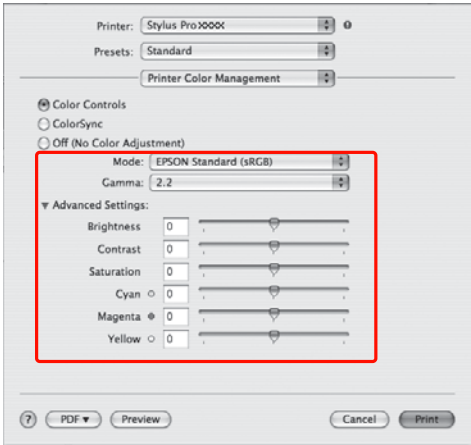 Printer: Stylus Pro XXXX
Presets: Standard
Printer Color Management
Color Controls
ColorSync
Off (No Color Adjustment)
Mode: EPSON Standard (sRGB)
Gamma: 2.2
Advanced Settings:
Brightness 0
Contrast 0
Saturation 0
Cyan 0
Magenta 0
Yellow 0
? PDF Preview Cancel Print